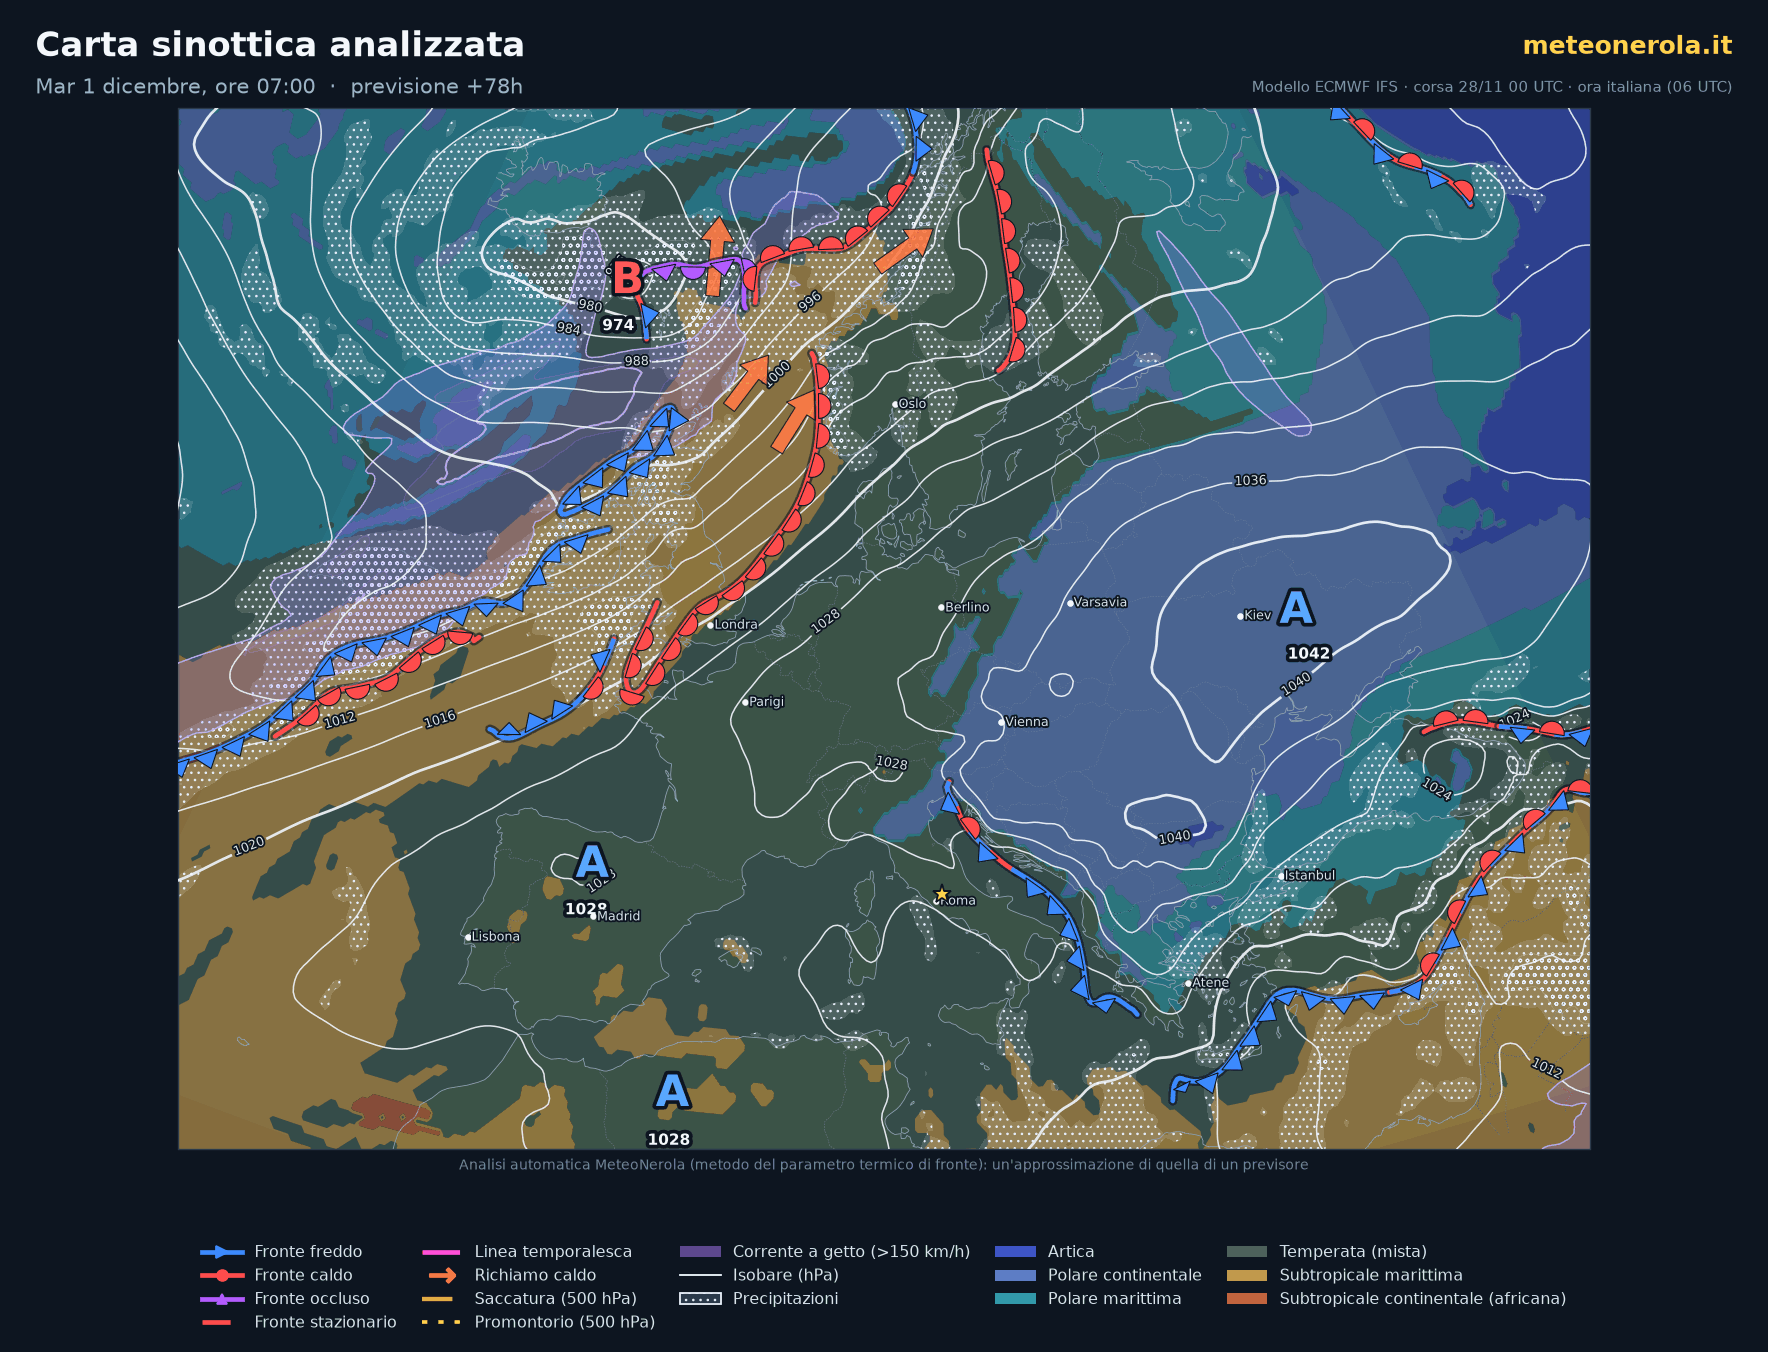 Carta sinottica analizzata
meteonerola.it
Mar 1 dicembre, ore 07:00 · previsione +78h
Modello ECMWF IFS · corsa 28/11 00 UTC · ora italiana (06 UTC)
B
980
974
984
988
996
1000
Oslo
1036
Berlino
Varsavia
Kiev
A
1042
1040
Londra
1028
Parigi
Vienna
1012
1016
1024
1028
1024
1020
1040
A
1028
Madrid
Istanbul
Roma
Lisbona
Atene
1012
A
1028
Analisi automatica MeteoNerola (metodo del parametro termico di fronte): un'approssimazione di quella di un previsore
Fronte freddo
Fronte caldo
Fronte occluso
Fronte stazionario
Linea temporalesca
Richiamo caldo
Saccatura (500 hPa)
Promontorio (500 hPa)
Corrente a getto (>150 km/h)
Isobare (hPa)
Precipitazioni
Artica
Polare continentale
Polare marittima
Temperata (mista)
Subtropicale marittima
Subtropicale continentale (africana)